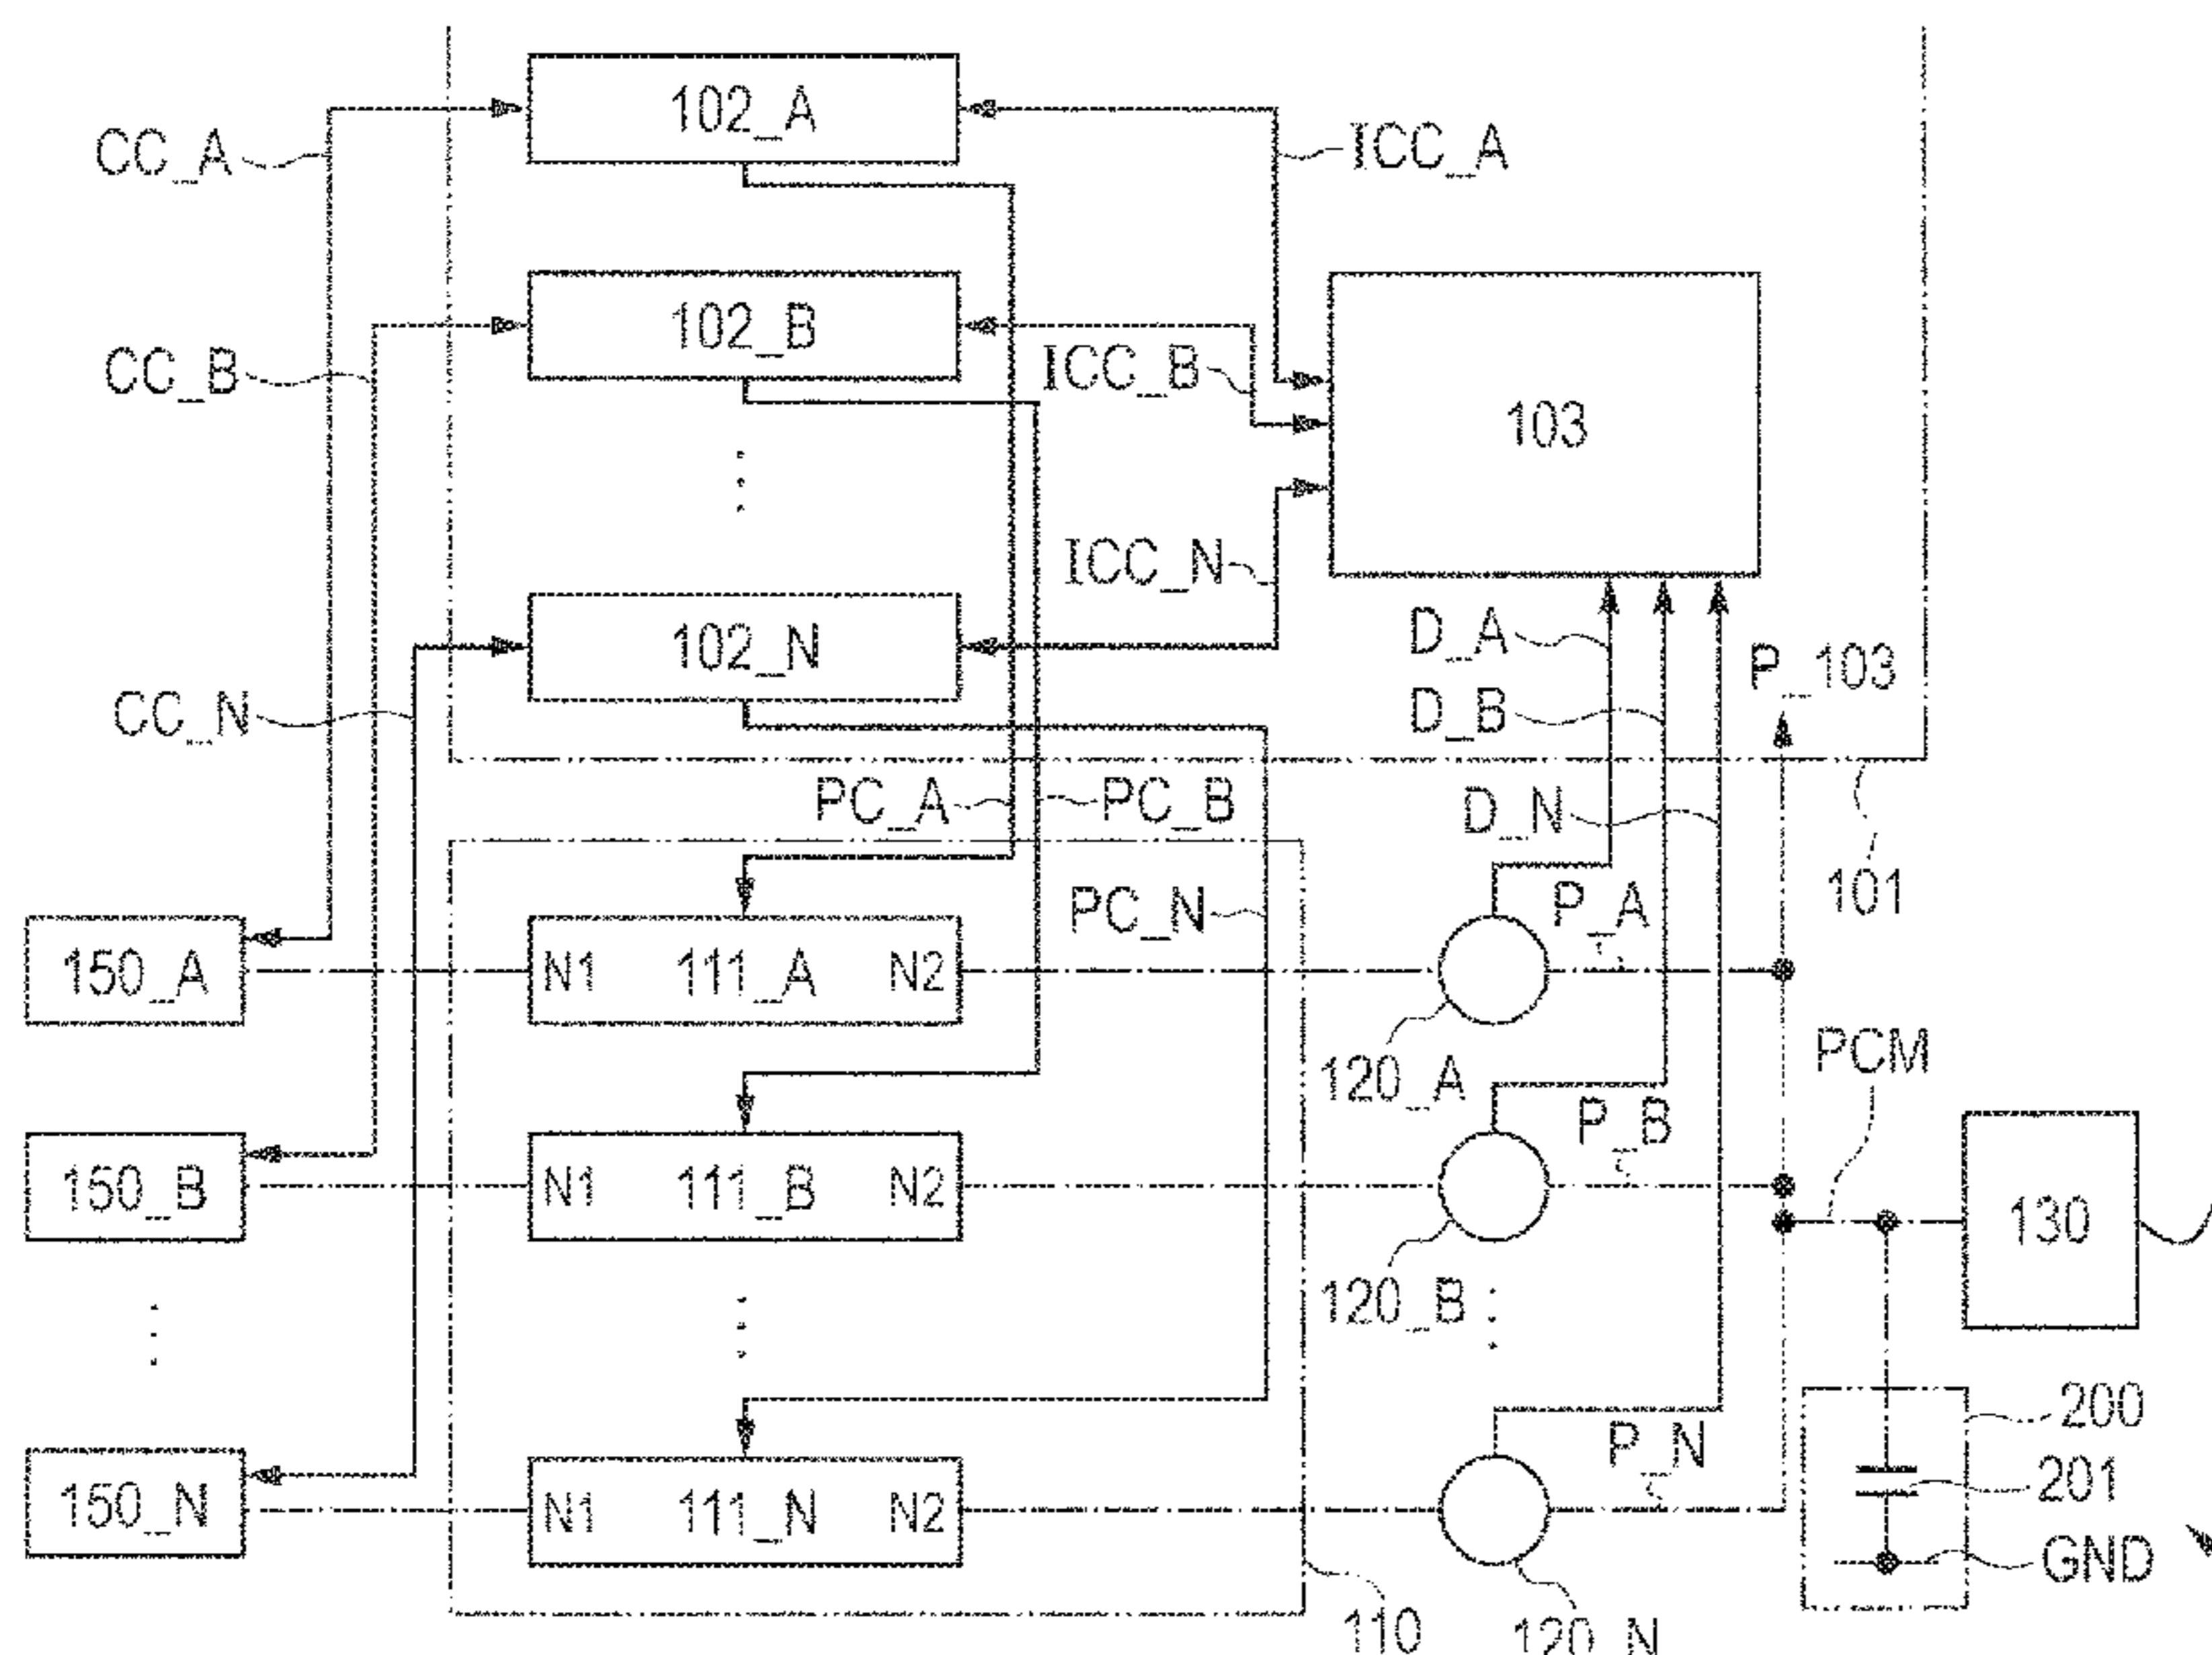 102_A
CC_A
ICC_A
102_B
ICC_B
CC_B
103
ICC_N
102_N
D_A
P_103
D_B
CC_N
PC_A
PC_B
D_N
101
P_A
PC_N
150_A
N1
111_A
N2
120_A
PCM
P_B
150_B
N1
111_B
N2
130
120_B
200
P_N
201
150_N
N1
111_N
N2
GND
110
120_N